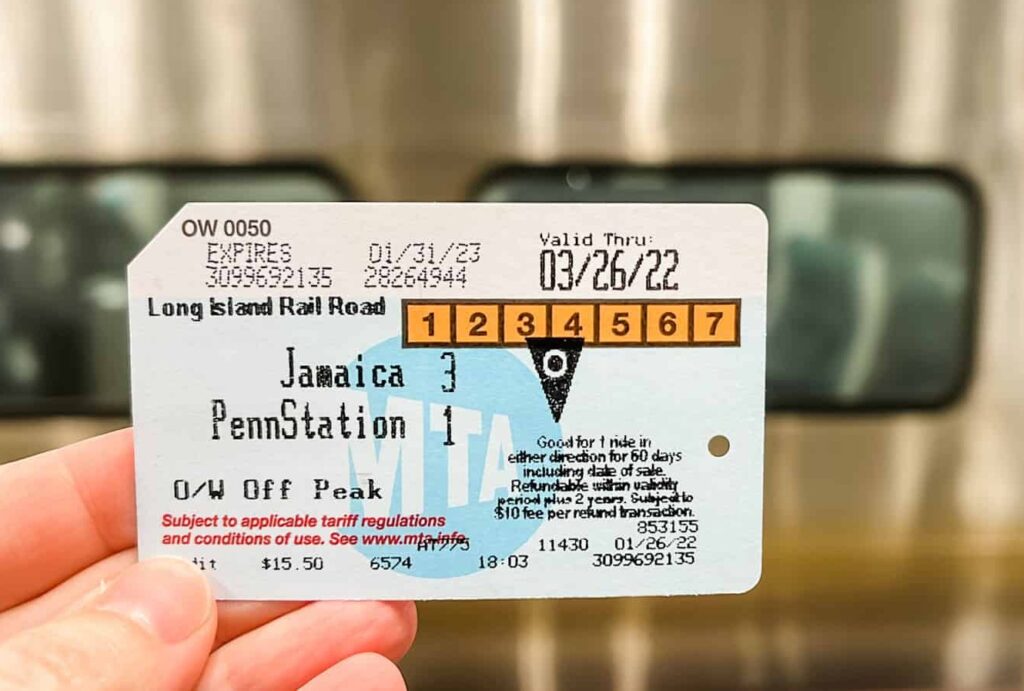 OW 0050
EXPIRES 01/31/23
3099692135 28264944
Valid Thru:
03/26/22
Long Island Rail Road
1 2 3 4 5 6 7
O
Jamaica 3
PennStation 1
MTA
O/W Off Peak
Good for 1 ride in
either direction for 60 days
including date of sale.
Refundable within validity
period plus 2 years. Subject to
$10 fee per refund transaction.
Subject to applicable tariff regulations
and conditions of use. See www.mta.info.
853155
AT775 11430 01/26/22
$15.50 6574 18:03 3099692135